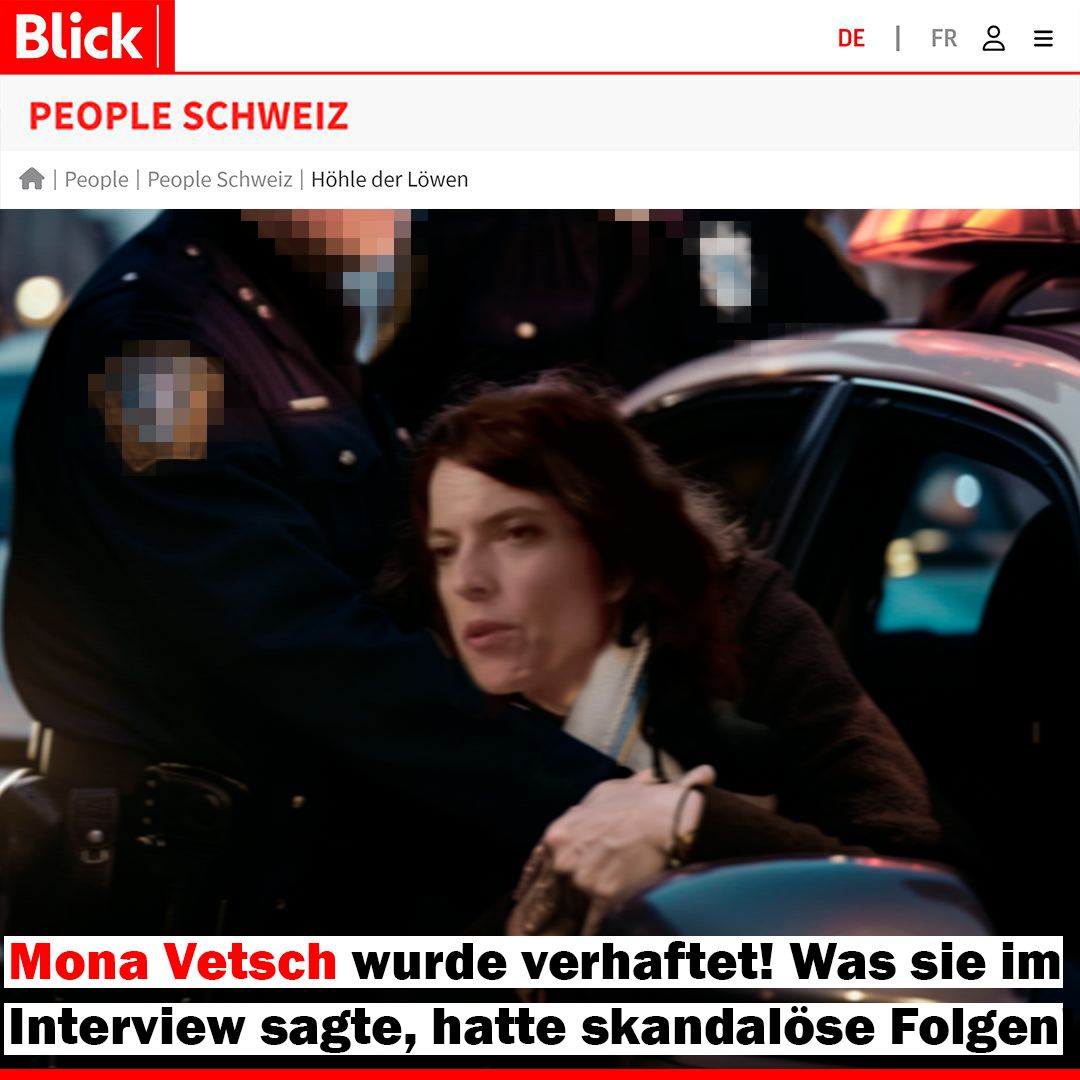 Blick
DE | FR
PEOPLE SCHWEIZ
| People | People Schweiz | Höhle der Löwen
Mona Vetsch wurde verhaftet! Was sie im
Interview sagte, hatte skandalöse Folgen